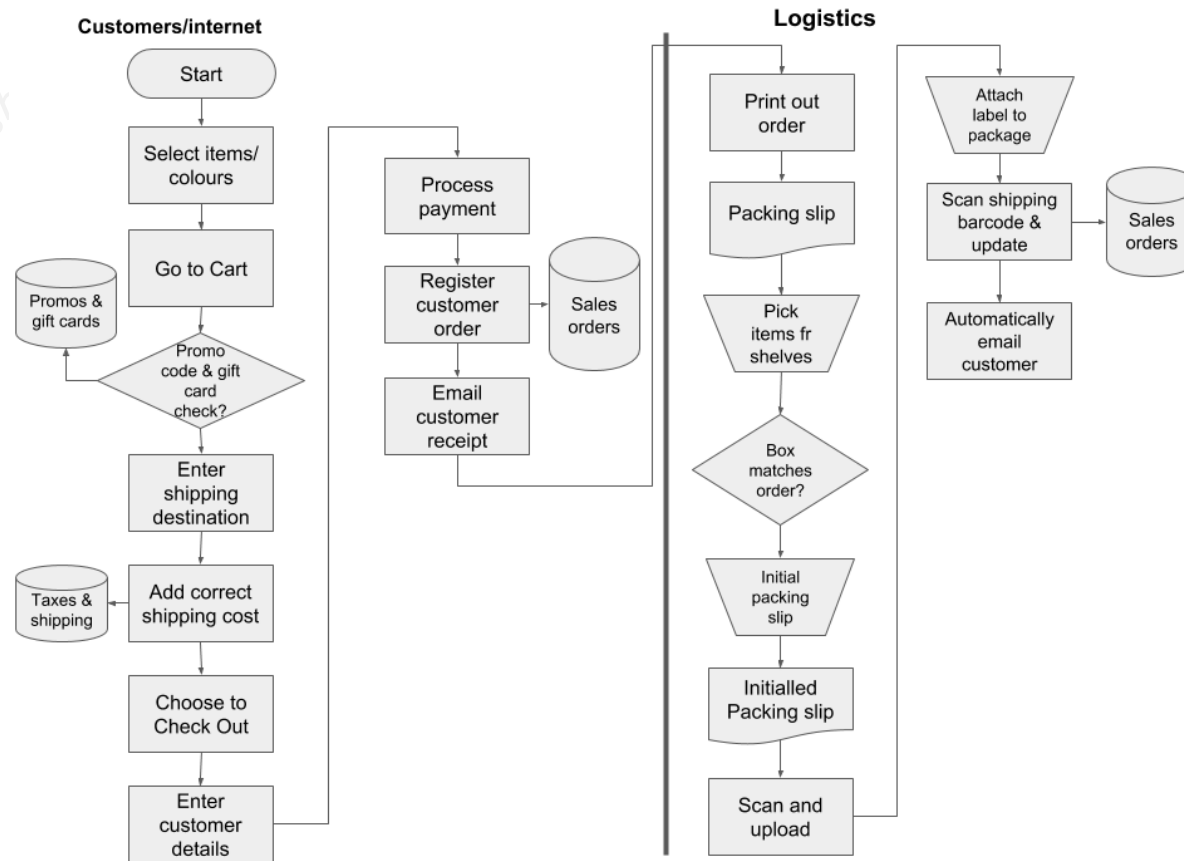 Customers/internet
Start
Select items/
colours
Go to Cart
Promos &
gift cards
Promo
code & gift
card
check?
Enter
shipping
destination
Taxes &
shipping
Add correct
shipping cost
Choose to
Check Out
Enter
customer
details
Process
payment
Register
customer
order
Sales
orders
Email
customer
receipt
Logistics
Print out
order
Packing slip
Pick
items fr
shelves
Box
matches
order?
Initial
packing
slip
Initialled
Packing slip
Scan and
upload
Attach
label to
package
Scan shipping
barcode &
update
Sales
orders
Automatically
email
customer